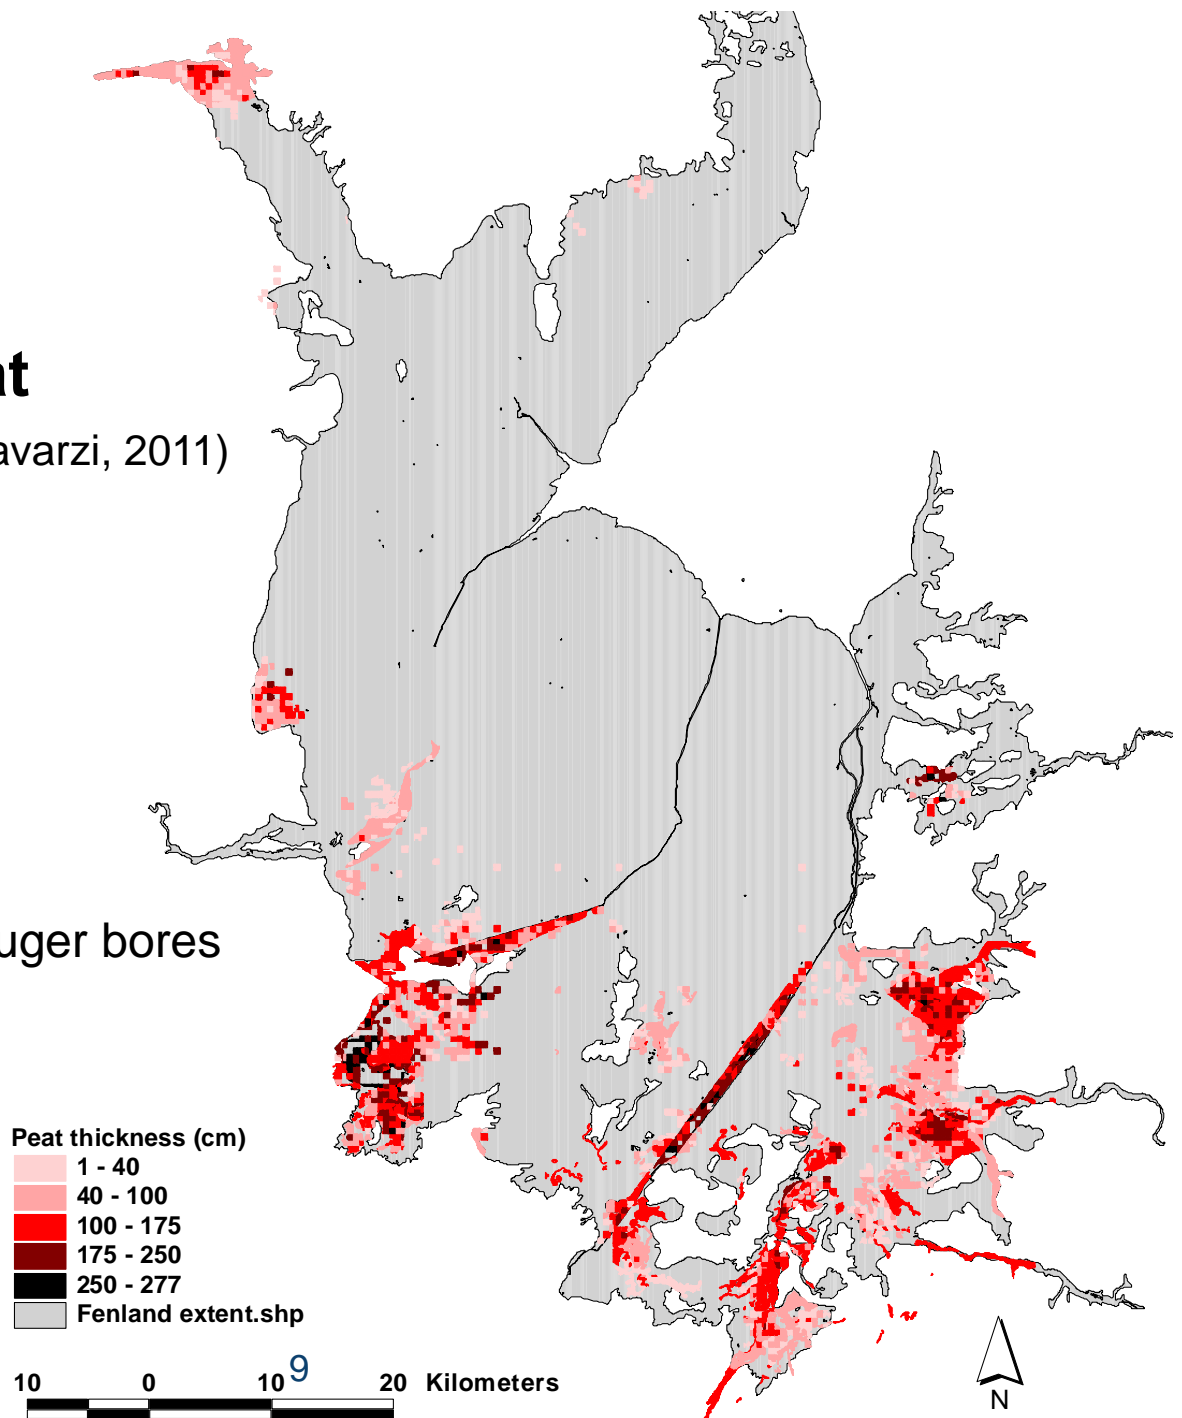 at
avarzi, 2011)
uger bores
Peat thickness (cm)
1 - 40
40 - 100
100 - 175
175 - 250
250 - 277
Fenland extent.shp
9
10 0 10 20 Kilometers
N